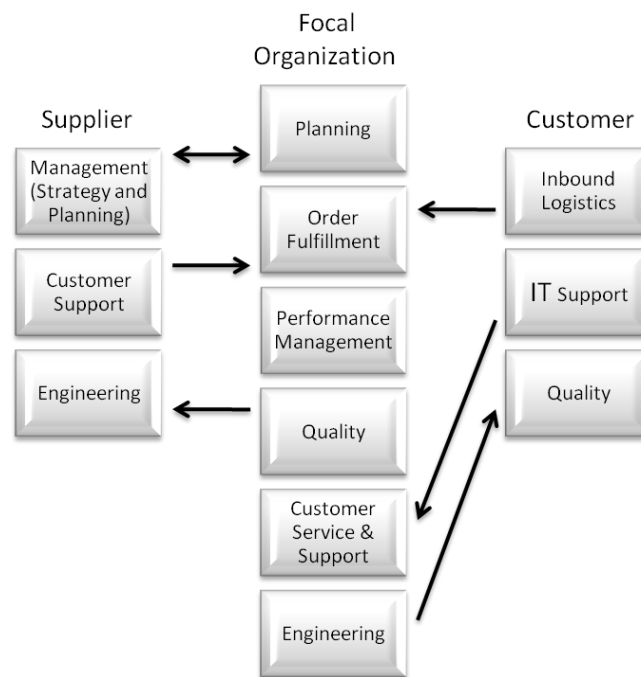 Focal
Organization
Supplier
Customer
Management
(Strategy and
Planning)
Customer
Support
Engineering
Planning
Order
Fulfillment
Performance
Management
Quality
Customer
Service &
Support
Engineering
Inbound
Logistics
IT Support
Quality